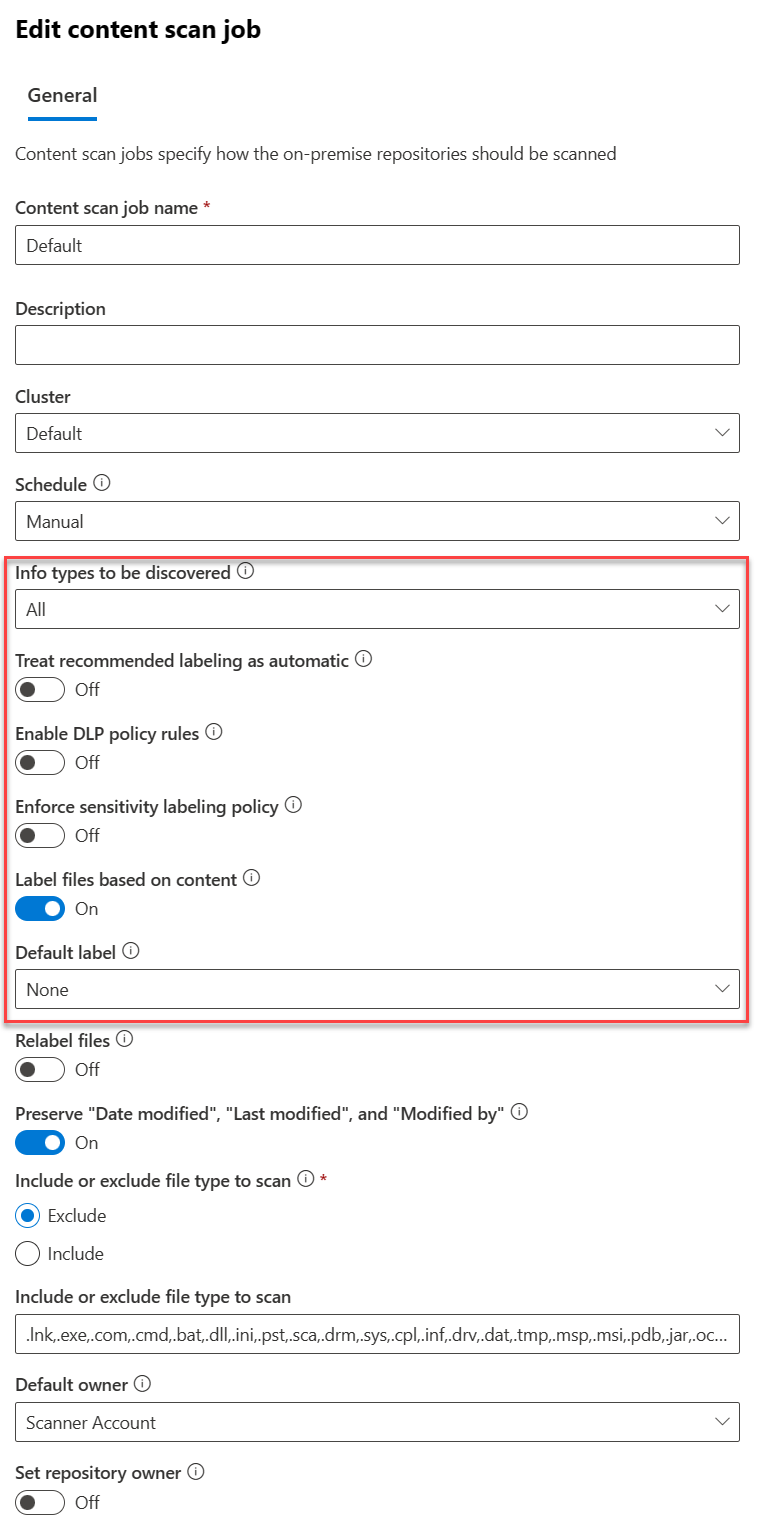 Edit content scan job
General
Content scan jobs specify how the on-premise repositories should be scanned
Content scan job name *
Default
Description
Cluster
Default
Schedule
Manual
Info types to be discovered
All
Treat recommended labeling as automatic
Off
Enable DLP policy rules
Off
Enforce sensitivity labeling policy
Off
Label files based on content
On
Default label
None
Relabel files
Off
Preserve "Date modified", "Last modified", and "Modified by"
On
Include or exclude file type to scan *
Exclude
Include
Include or exclude file type to scan
.lnk,.exe,.com,.cmd,.bat,.dll,.ini,.pst,.sca,.drm,.sys,.cpl,.inf,.drv,.dat,.tmp,.msp,.msi,.pdb,.jar,.oc...
Default owner
Scanner Account
Set repository owner
Off